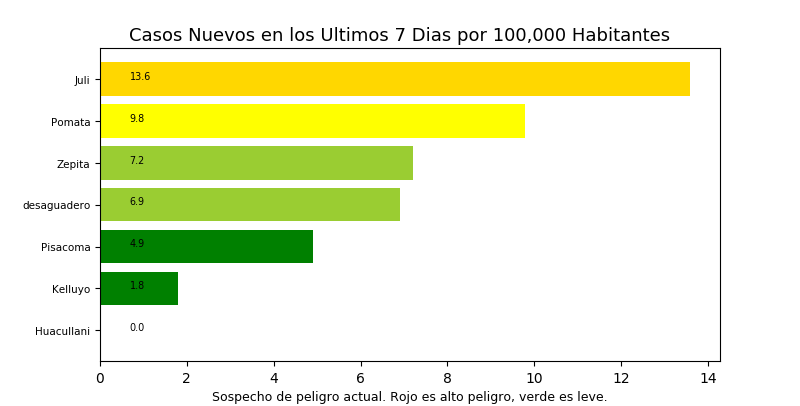 Casos Nuevos en los Ultimos 7 Dias por 100,000 Habitantes
Juli 13.6
Pomata 9.8
Zepita 7.2
desaguadero 6.9
Pisacoma 4.9
Kelluyo 1.8
Huacullani 0.0
0 2 4 6 8 10 12 14
Sospecho de peligro actual. Rojo es alto peligro, verde es leve.